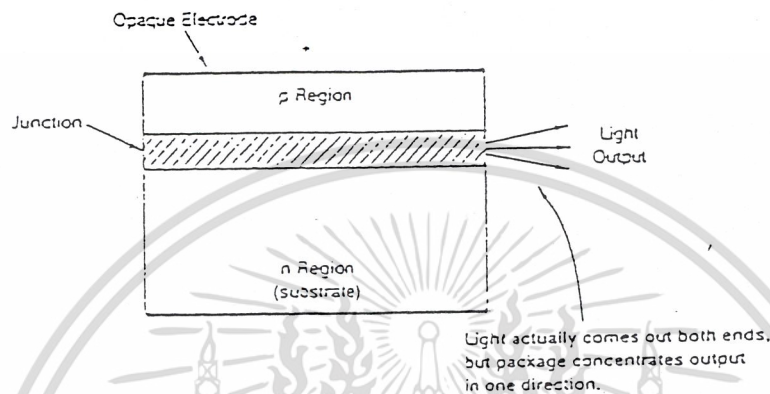 Opaque Electrode
p Region
Junction
Light
Output
n Region
(substrate)
Light actually comes out both ends,
but package concentrates output
in one direction.